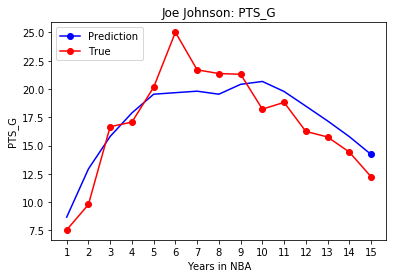 Joe Johnson: PTS_G
Prediction
True
PTS_G
25.0
22.5
20.0
17.5
15.0
12.5
10.0
7.5
1 2 3 4 5 6 7 8 9 10 11 12 13 14 15
Years in NBA